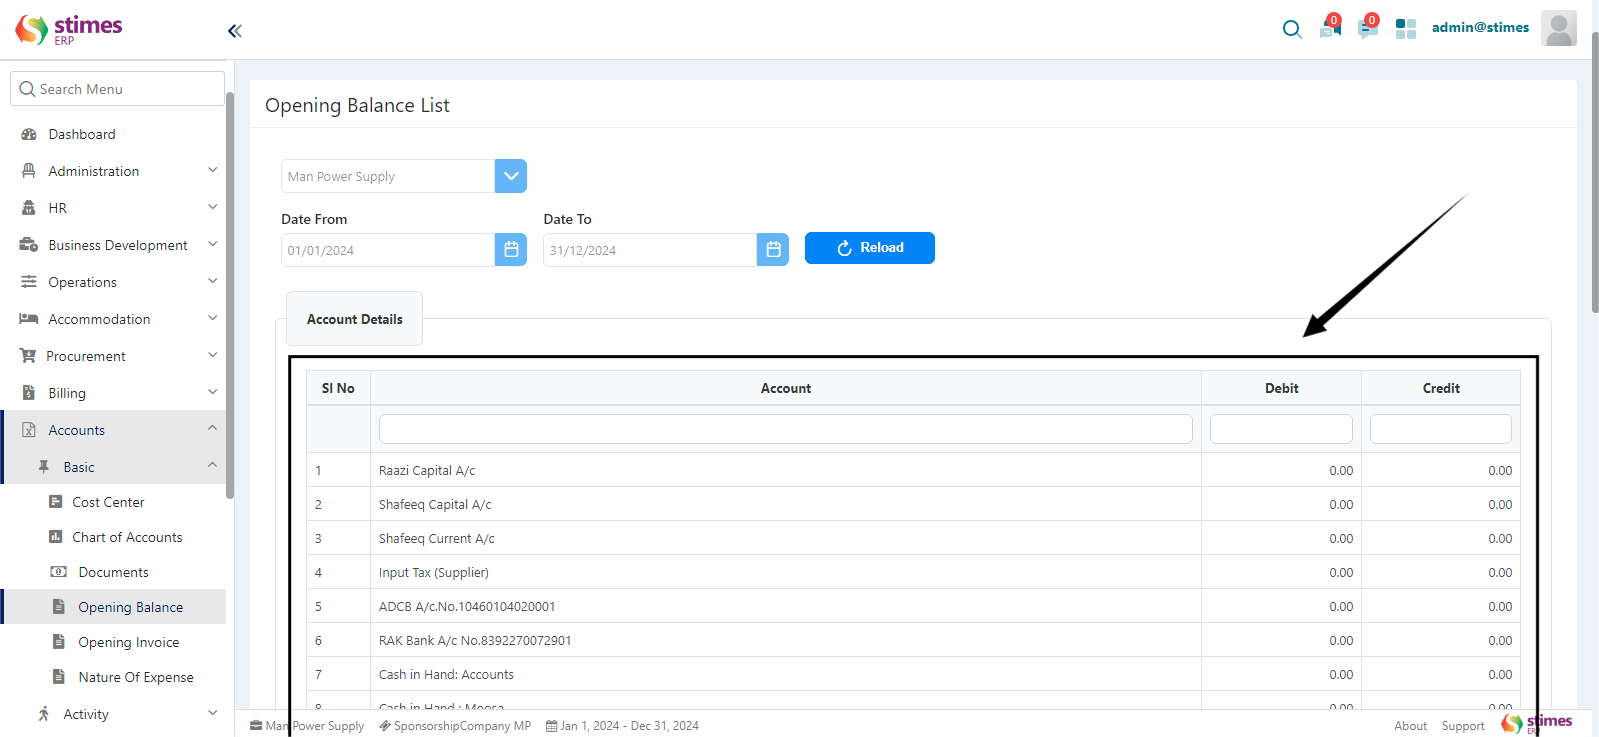 stimes
ERP
0
0
admin@stimes
Search Menu
Dashboard
Administration
HR
Business Development
Operations
Accommodation
Procurement
Billing
Accounts
Basic
Cost Center
Chart of Accounts
Documents
Opening Balance
Opening Invoice
Nature Of Expense
Activity
Opening Balance List
Man Power Supply
Date From
Date To
01/01/2024
31/12/2024
Reload
Account Details
Sl No Account Debit Credit
1 Raazi Capital A/c 0.00 0.00
2 Shafeeq Capital A/c 0.00 0.00
3 Shafeeq Current A/c 0.00 0.00
4 Input Tax (Supplier) 0.00 0.00
5 ADCB A/c.No.10460104020001 0.00 0.00
6 RAK Bank A/c No.8392270072901 0.00 0.00
7 Cash in Hand: Accounts 0.00 0.00
8 Cash in Hand : Moosa 0.00 0.00
Man Power Supply SponsorshipCompany MP Jan 1, 2024 - Dec 31, 2024
About Support stimes
ERP